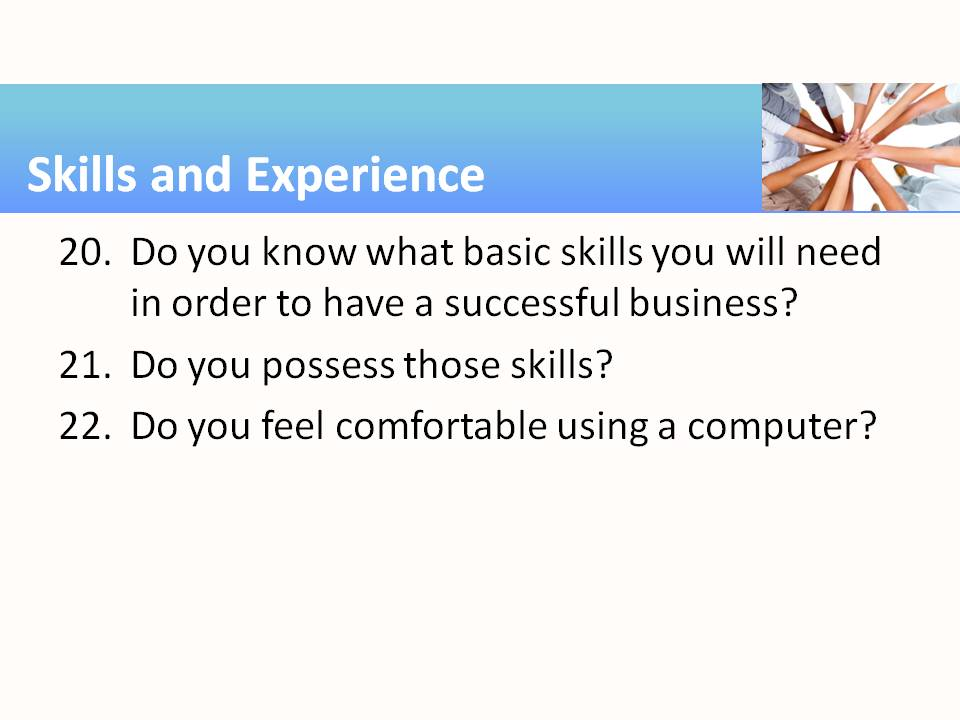 Skills and Experience
20. Do you know what basic skills you will need
in order to have a successful business?
21. Do you possess those skills?
22. Do you feel comfortable using a computer?